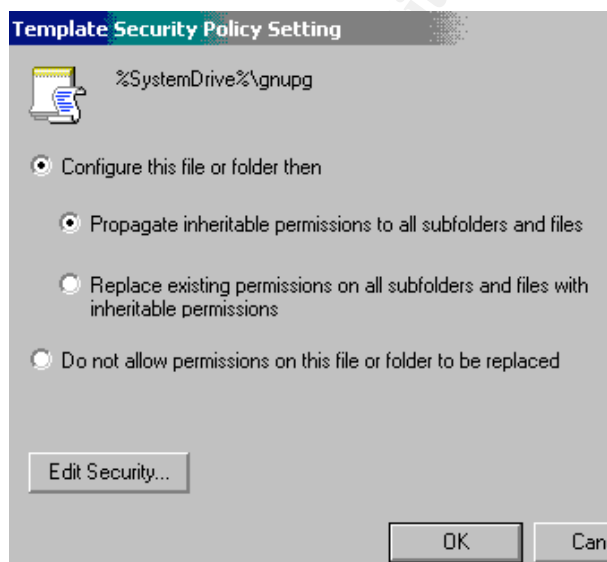 Template Security Policy Setting
%SystemDrive%\gnupg
Configure this file or folder then
Propagate inheritable permissions to all subfolders and files
Replace existing permissions on all subfolders and files with
inheritable permissions
Do not allow permissions on this file or folder to be replaced
Edit Security...
OK
Can